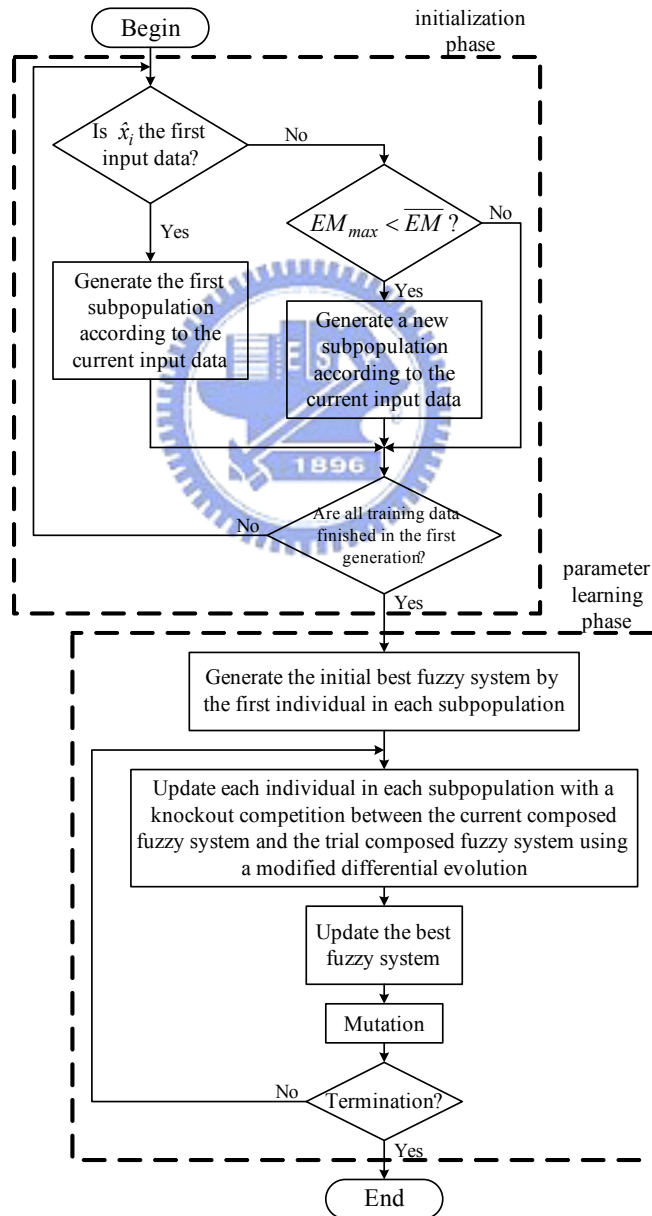 Begin
initialization
phase
Is x̂ᵢ the first
input data?
No
Yes
EM_max < E̅M̅ ?
No
Yes
Generate the first
subpopulation
according to the
current input data
Generate a new
subpopulation
according to the
current input data
1896
Are all training data
finished in the first
generation?
No
Yes
parameter
learning
phase
Generate the initial best fuzzy system by
the first individual in each subpopulation
Update each individual in each subpopulation with a
knockout competition between the current composed
fuzzy system and the trial composed fuzzy system using
a modified differential evolution
Update the best
fuzzy system
Mutation
Termination?
No
Yes
End